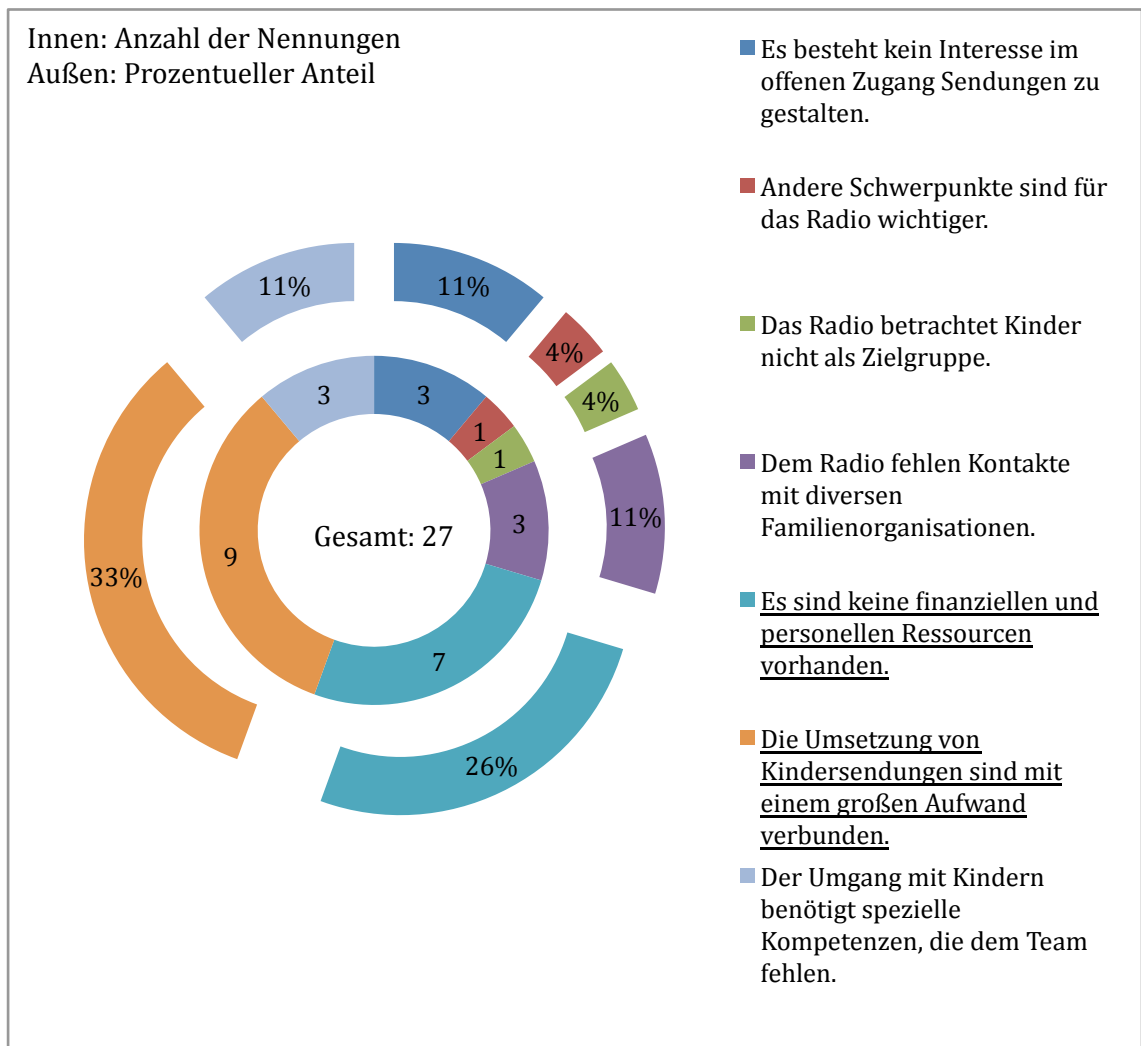 Innen: Anzahl der Nennungen
Außen: Prozentueller Anteil
Es besteht kein Interesse im
offenen Zugang Sendungen zu
gestalten.
Andere Schwerpunkte sind für
das Radio wichtiger.
Das Radio betrachtet Kinder
nicht als Zielgruppe.
Dem Radio fehlen Kontakte
mit diversen
Familienorganisationen.
Es sind keine finanziellen und
personellen Ressourcen
vorhanden.
Die Umsetzung von
Kindersendungen sind mit
einem großen Aufwand
verbunden.
Der Umgang mit Kindern
benötigt spezielle
Kompetenzen, die dem Team
fehlen.
11%
11%
4%
4%
11%
26%
33%
3
3
1
1
3
7
9
Gesamt: 27